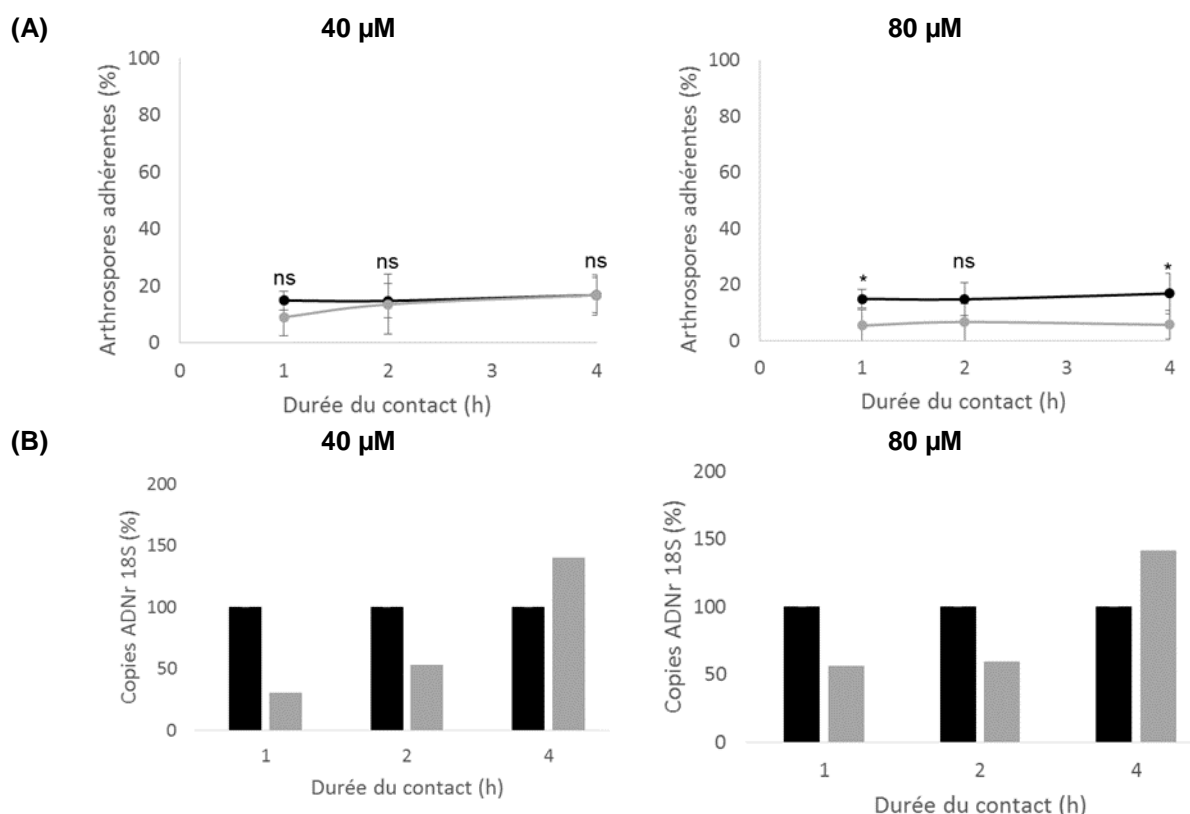 (A)
40 µM
80 µM
Arthrospores adhérentes (%)
100
80
60
40
20
0
ns
ns
ns
0
1
2
3
4
Durée du contact (h)
Arthrospores adhérentes (%)
100
80
60
40
20
0
*
ns
*
0
1
2
3
4
Durée du contact (h)
(B)
40 µM
80 µM
Copies ADNr 18S (%)
200
150
100
50
0
1
2
4
Durée du contact (h)
Copies ADNr 18S (%)
200
150
100
50
0
1
2
4
Durée du contact (h)